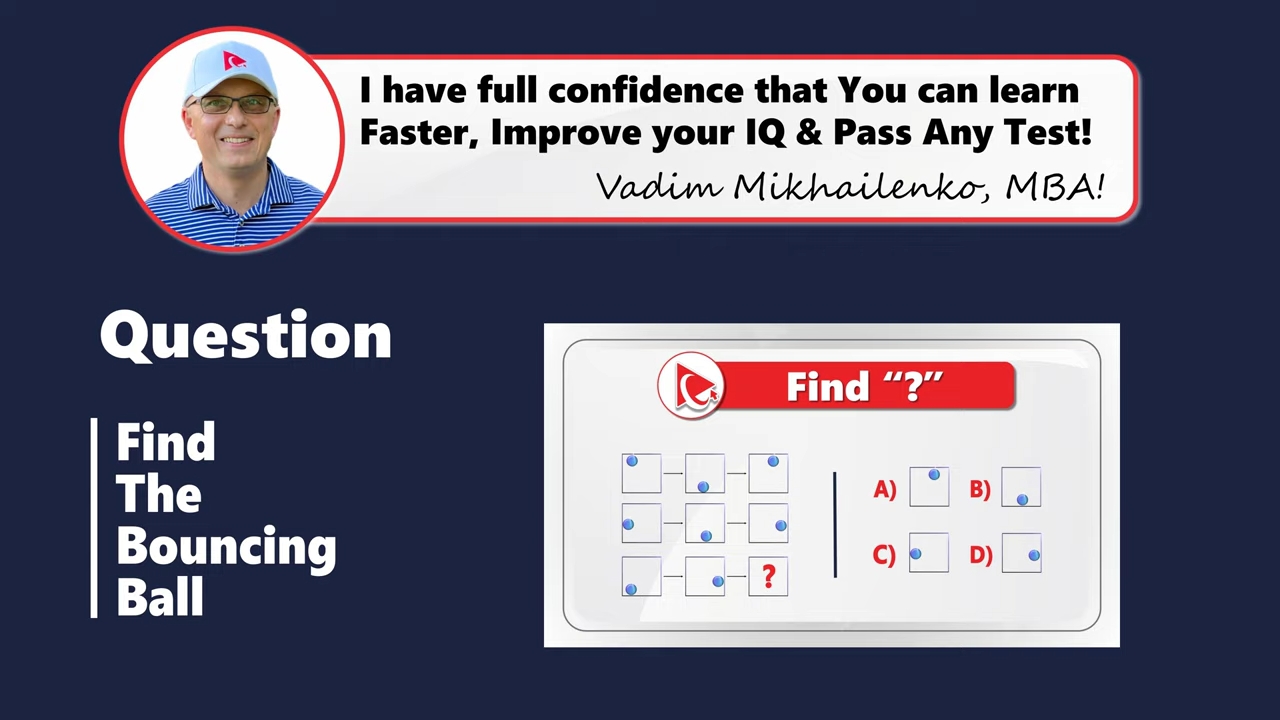 I have full confidence that You can learn
Faster, Improve your IQ & Pass Any Test!
Vadim Mikhailenko, MBA!
Question
Find
The
Bouncing
Ball
Find “?”
A)
B)
?
C)
D)